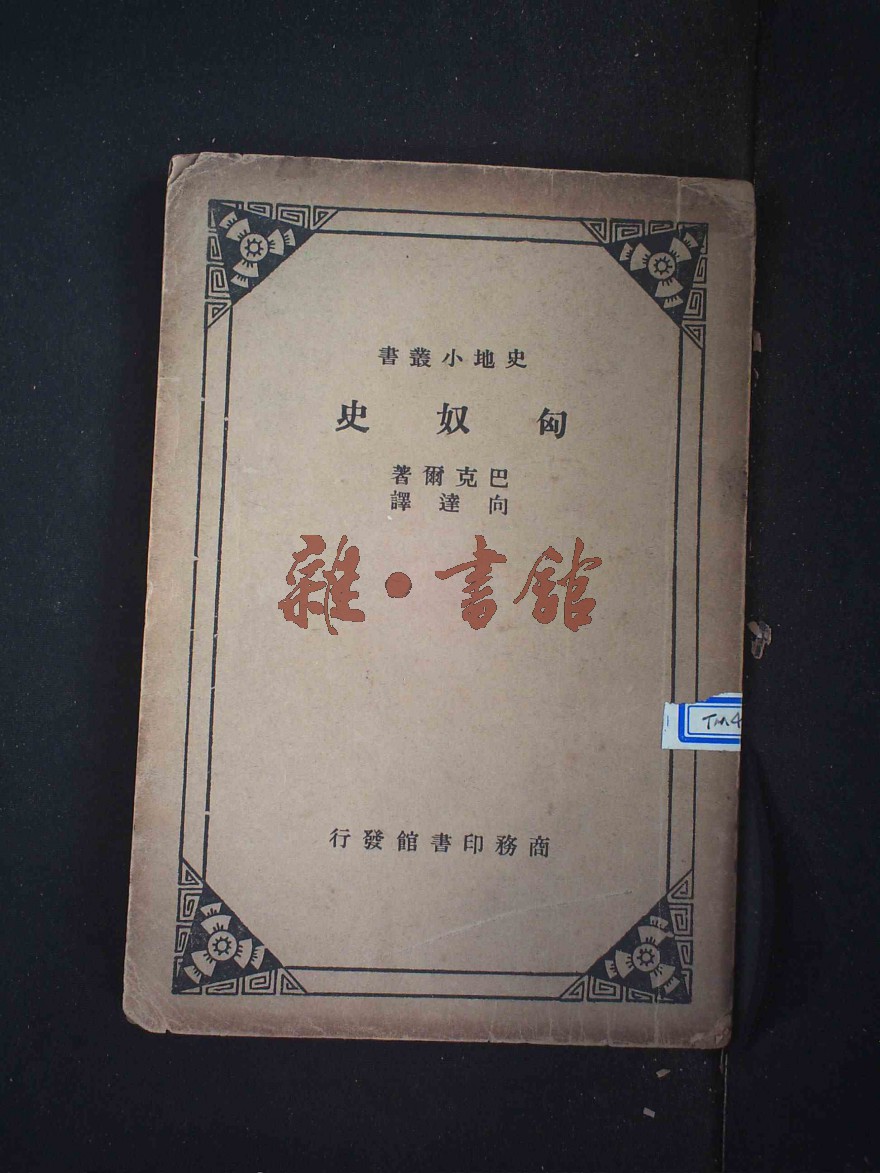 史地小叢書
匈奴史
巴克爾著
向達譯
雜·書館
TM4
商務印書館發行